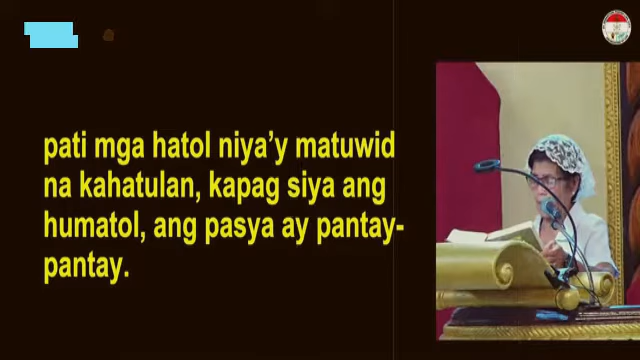 pati mga hatol niya’y matuwid
na kahatulan, kapag siya ang
humatol, ang pasya ay pantay-
pantay.